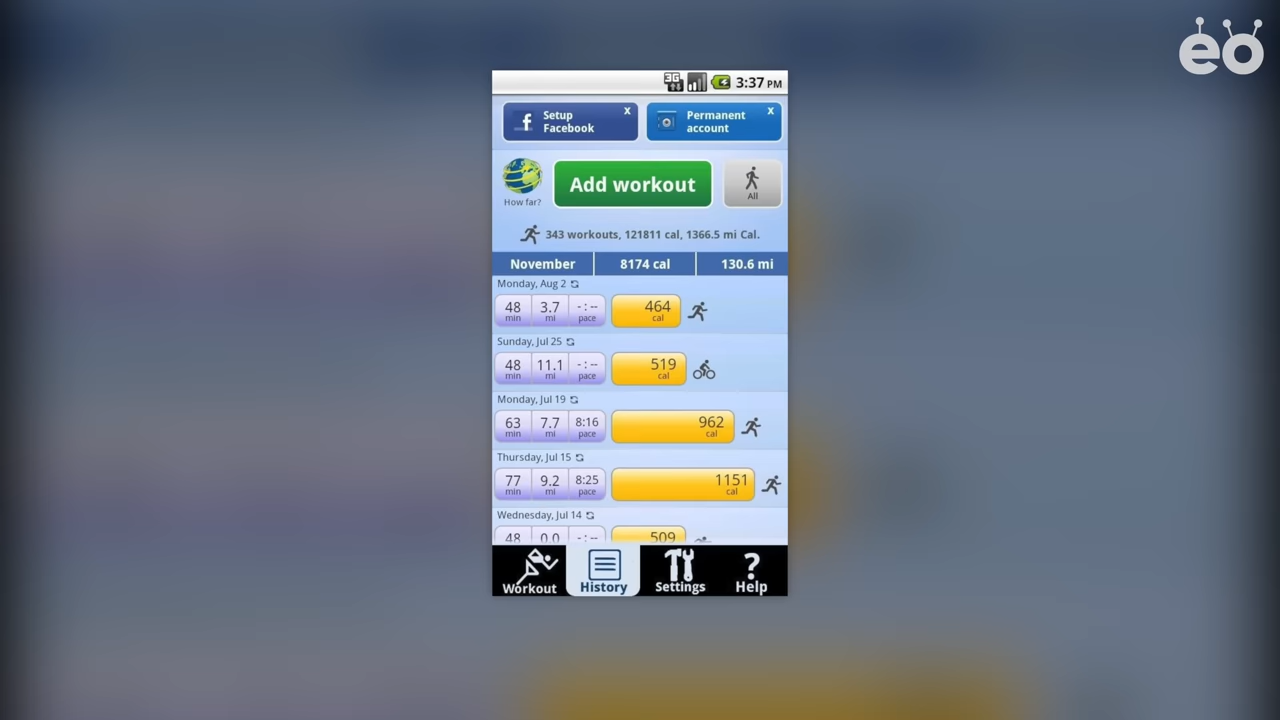 eo
3G 3:37 PM
Setup Facebook x
Permanent account x
How far?
Add workout
All
343 workouts, 121811 cal, 1366.5 mi Cal.
November 8174 cal 130.6 mi
Monday, Aug 2
48 min 3.7 mi -:-- pace 464 cal
Sunday, Jul 25
48 min 11.1 mi -:-- pace 519 cal
Monday, Jul 19
63 min 7.7 mi 8:16 pace 962 cal
Thursday, Jul 15
77 min 9.2 mi 8:25 pace 1151 cal
Wednesday, Jul 14
48 0.0 -:-- 509
Workout History Settings ? Help